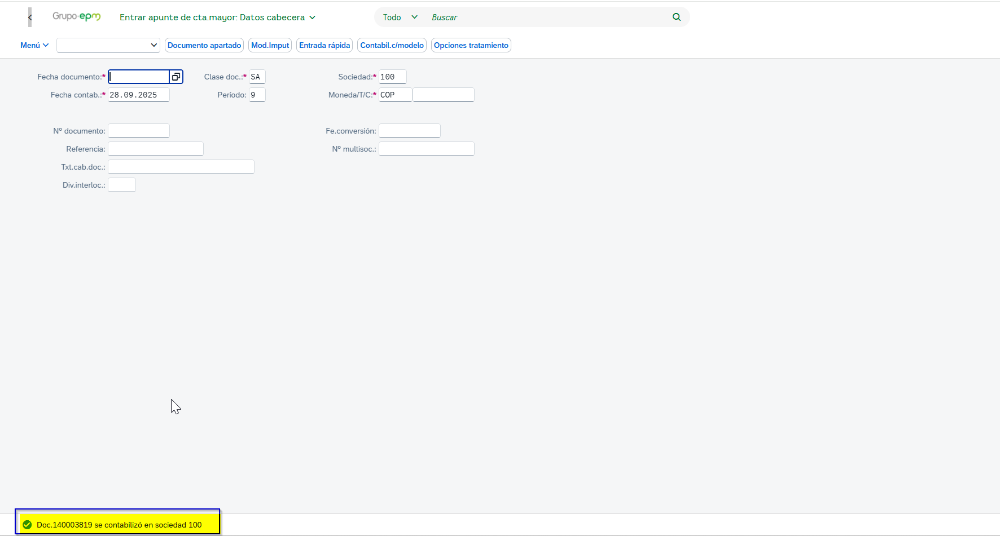 Grupo·epm Entrar apunte de cta.mayor: Datos cabecera Todo Buscar
Menú Documento apartado Mod.Imput Entrada rápida Contabil.c/modelo Opciones tratamiento
Fecha documento:* Clase doc.:* SA Sociedad:* 100
Fecha contab.:* 28.09.2025 Período: 9 Moneda/T/C:* COP
Nº documento: Fe.conversión:
Referencia: Nº multisoc.:
Txt.cab.doc.:
Div.interloc.:
Doc.140003819 se contabilizó en sociedad 100